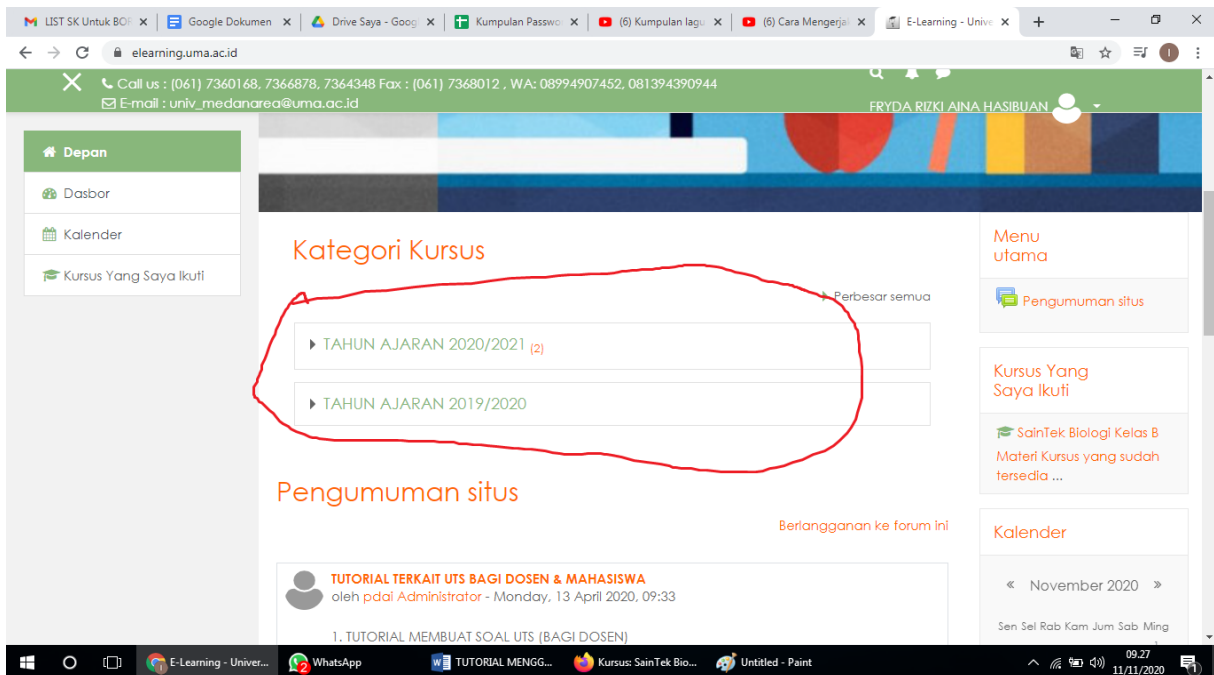 LIST SK Untuk BOP
Google Dokumen
Drive Saya - Goog
Kumpulan Passwo
(6) Kumpulan lagu
(6) Cara Mengerja
E-Learning - Unive
elearning.uma.ac.id
Call us : (061) 7360168, 7366878, 7364348 Fax : (061) 7368012 , WA: 08994907452, 081394390944
E-mail : univ_medanarea@uma.ac.id
FRYDA RIZKI AINA HASIBUAN
Depan
Dasbor
Kalender
Kursus Yang Saya Ikuti
Kategori Kursus
Perbesar semua
TAHUN AJARAN 2020/2021 (2)
TAHUN AJARAN 2019/2020
Pengumuman situs
Berlangganan ke forum ini
TUTORIAL TERKAIT UTS BAGI DOSEN & MAHASISWA
oleh pdai Administrator - Monday, 13 April 2020, 09:33
1. TUTORIAL MEMBUAT SOAL UTS (BAGI DOSEN)
Menu
utama
Pengumuman situs
Kursus Yang
Saya Ikuti
SainTek Biologi Kelas B
Materi Kursus yang sudah
tersedia ...
Kalender
« November 2020 »
Sen Sel Rab Kam Jum Sab Ming
E-Learning - Univer...
WhatsApp
TUTORIAL MENGG...
Kursus: SainTek Bio...
Untitled - Paint
09.27
11/11/2020